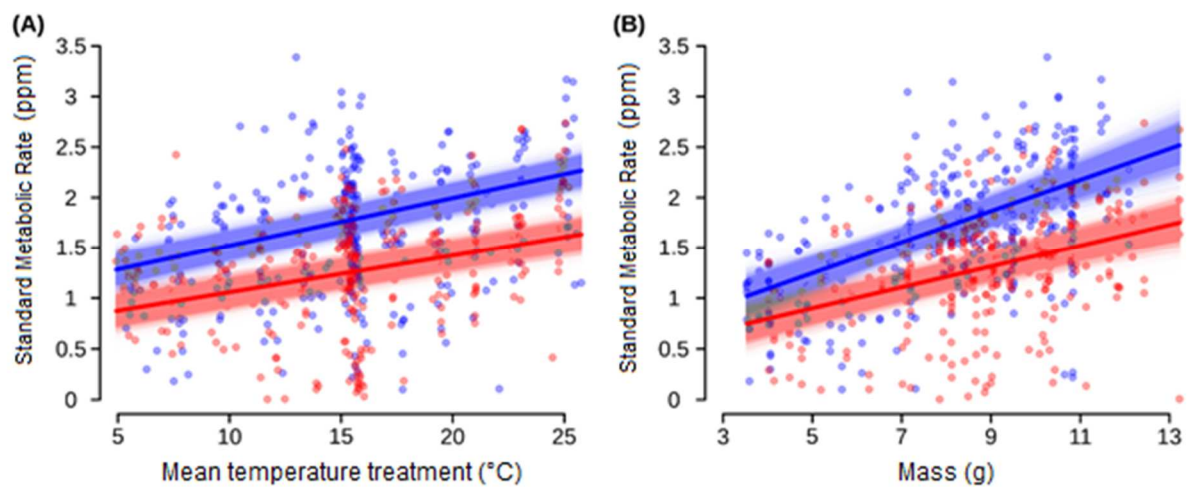 (A)
Standard Metabolic Rate (ppm)
3.5
3
2.5
2
1.5
1
0.5
0
5 10 15 20 25
Mean temperature treatment (°C)
(B)
Standard Metabolic Rate (ppm)
3.5
3
2.5
2
1.5
1
0.5
0
3 5 7 9 11 13
Mass (g)